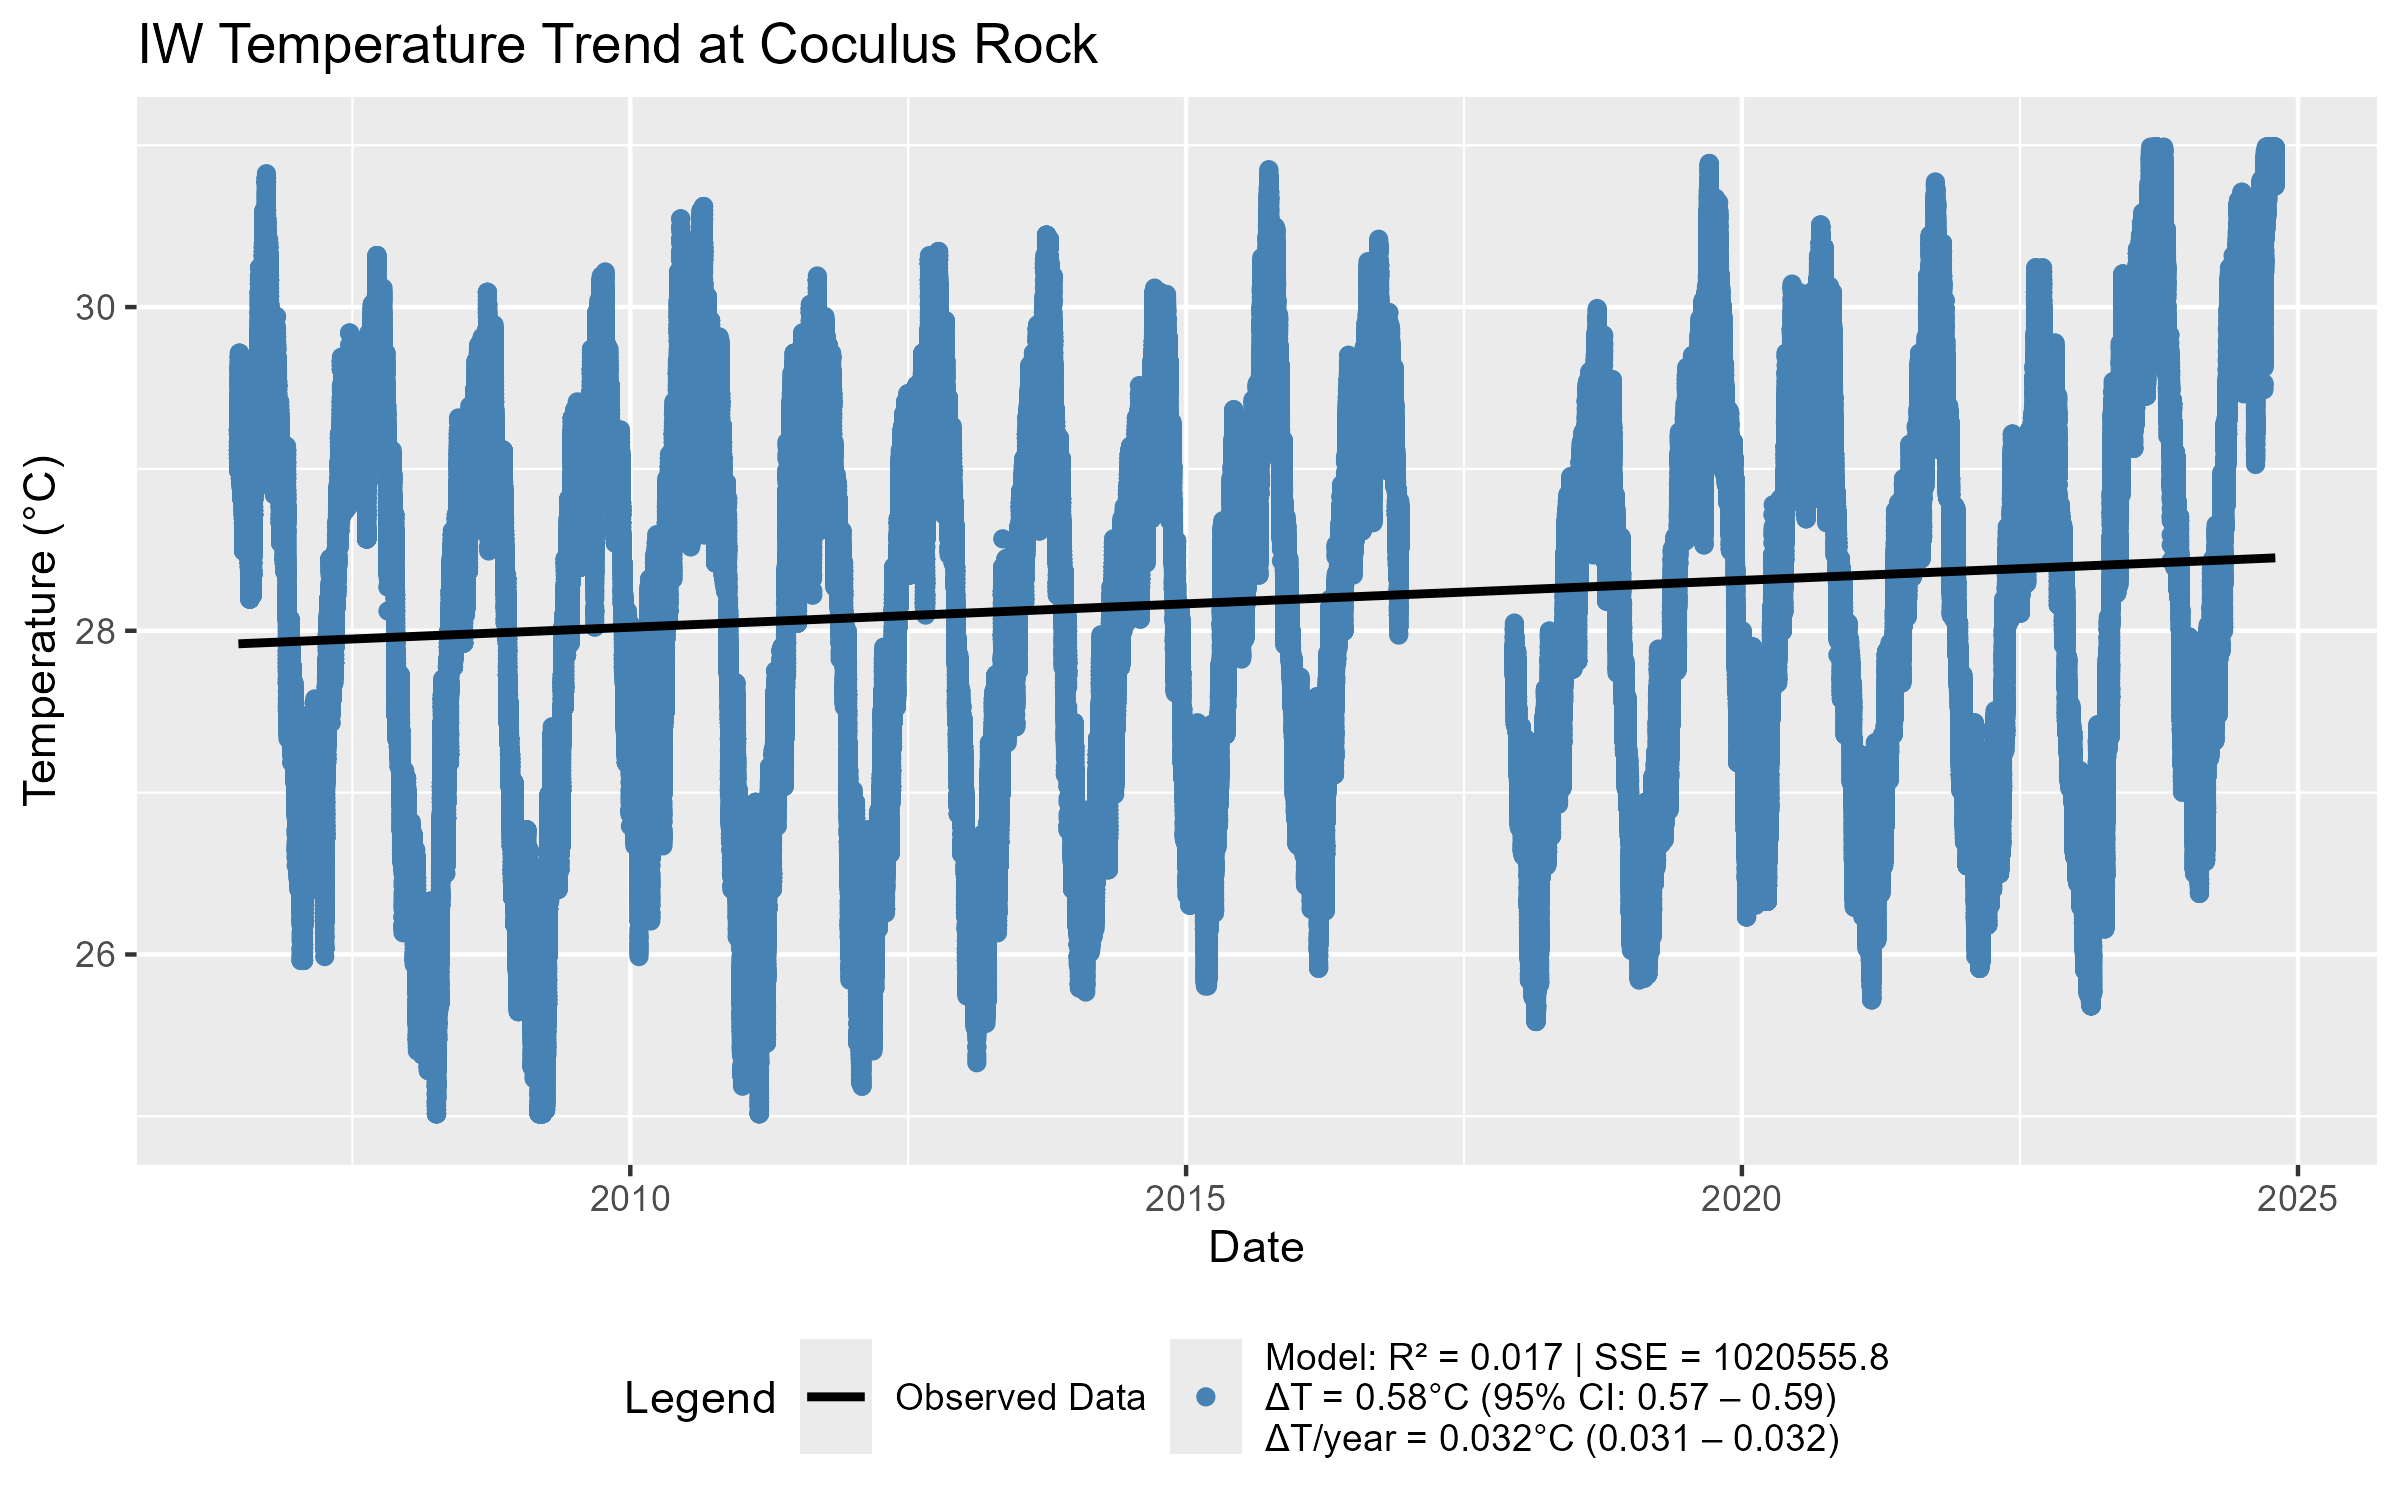 IW Temperature Trend at Coculus Rock
Temperature (°C)
30
28
26
2010
2015
2020
2025
Date
Legend
Observed Data
Model: R² = 0.017 | SSE = 1020555.8
ΔT = 0.58°C (95% CI: 0.57 – 0.59)
ΔT/year = 0.032°C (0.031 – 0.032)